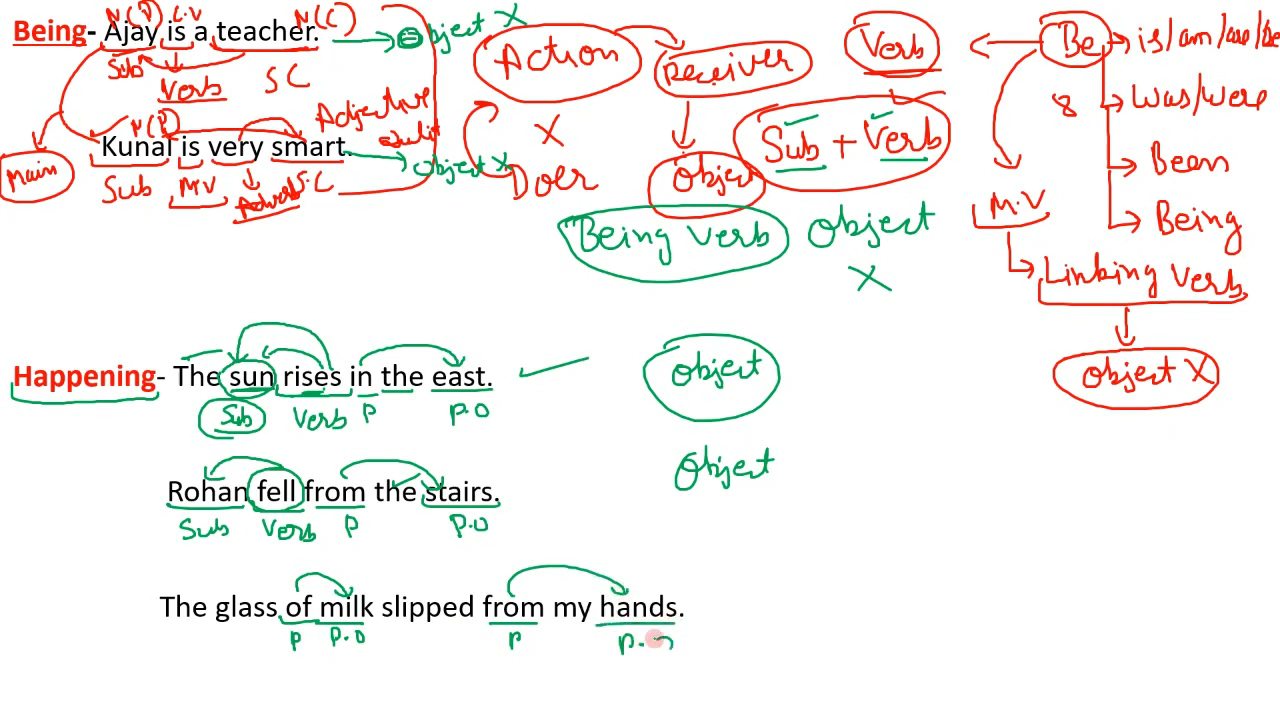 N(P) L.V N(C)
Being- Ajay is a teacher. → Object X
Sub Verb SC
N(P) Adjective
Kunal is very smart → Object X
Main Sub M.V Adverb S.C
Action Receiver
X
Doer Object
Verb Be → is/am/are/be
8 Was/were
Sub + Verb
Been
M.V Being
Being Verb Object
X
Linking Verb
Object X
Happening- The sun rises in the east. Object
Sub Verb P P.O
Object
Rohan fell from the stairs.
Sub Verb P P.O
The glass of milk slipped from my hands.
P P.O P P.